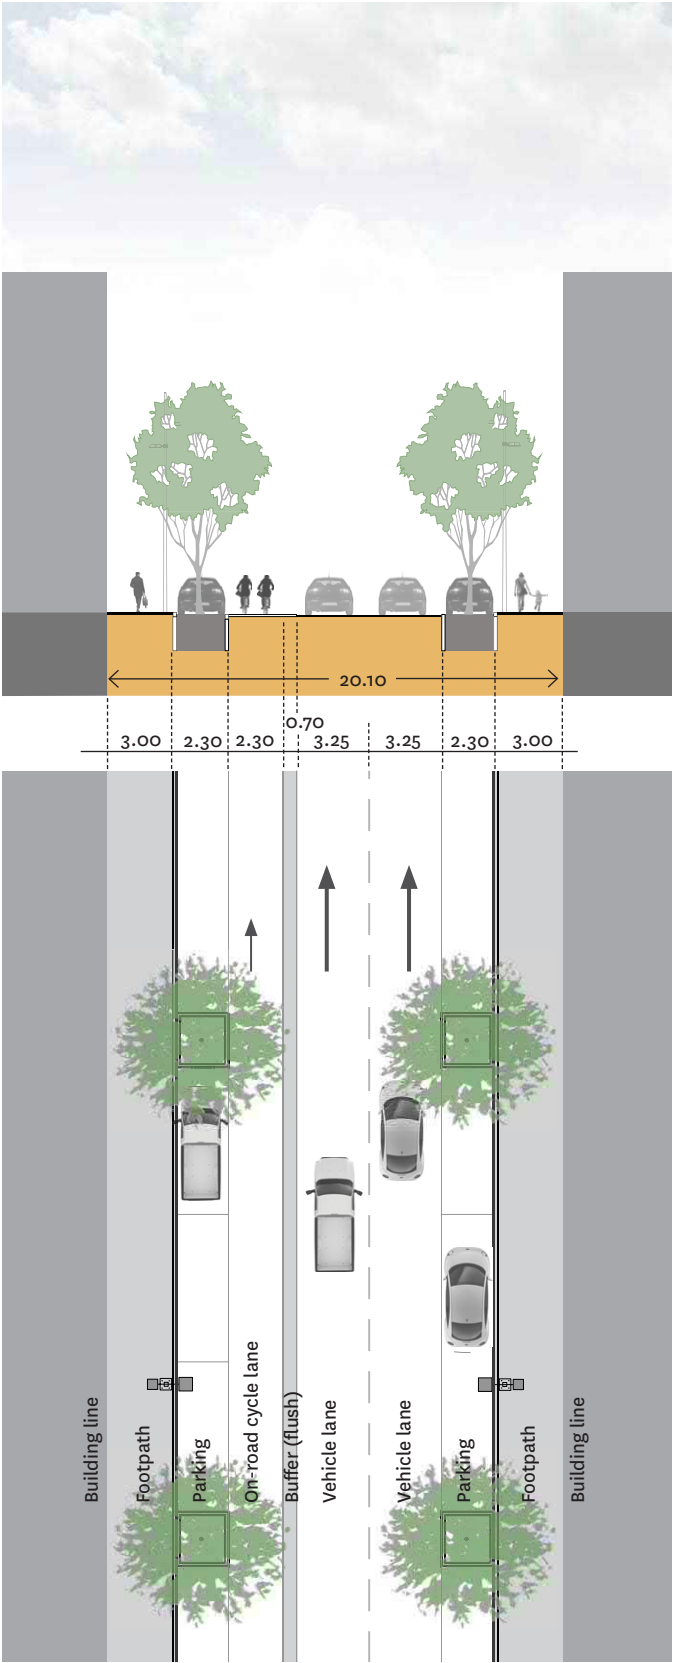 20.10
0.70
3.00 2.30 2.30 3.25 3.25 2.30 3.00
Building line
Footpath
Parking
On-road cycle lane
Buffer (flush)
Vehicle lane
Vehicle lane
Parking
Footpath
Building line